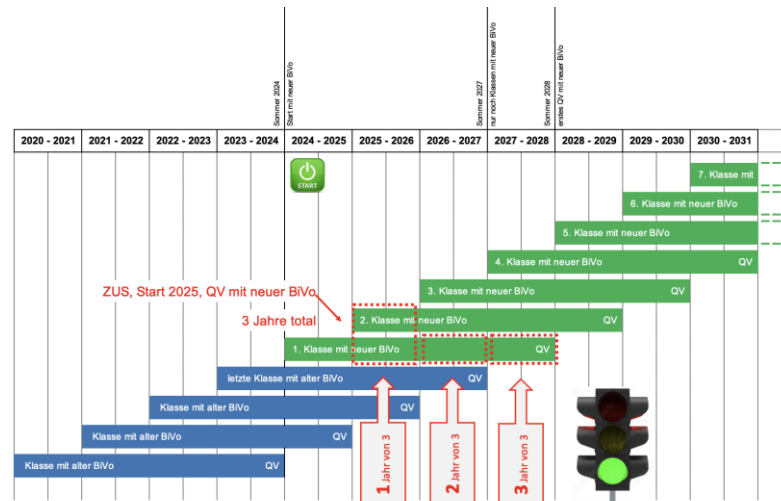 Sommer 2024
Start mit neuer BiVo
Sommer 2027
nur noch Klassen mit neuer BiVo
Sommer 2028
erstes QV mit neuer BiVo
2020 - 2021
2021 - 2022
2022 - 2023
2023 - 2024
2024 - 2025
2025 - 2026
2026 - 2027
2027 - 2028
2028 - 2029
2029 - 2030
2030 - 2031
START
7. Klasse mit
6. Klasse mit neuer BiVo
5. Klasse mit neuer BiVo
4. Klasse mit neuer BiVo QV
ZUS, Start 2025, QV mit neuer BiVo
3. Klasse mit neuer BiVo QV
3 Jahre total
2. Klasse mit neuer BiVo QV
1. Klasse mit neuer BiVo QV
letzte Klasse mit alter BiVo QV
Klasse mit alter BiVo QV
Klasse mit alter BiVo QV
Klasse mit alter BiVo QV
1 Jahr von 3
2 Jahr von 3
3 Jahr von 3